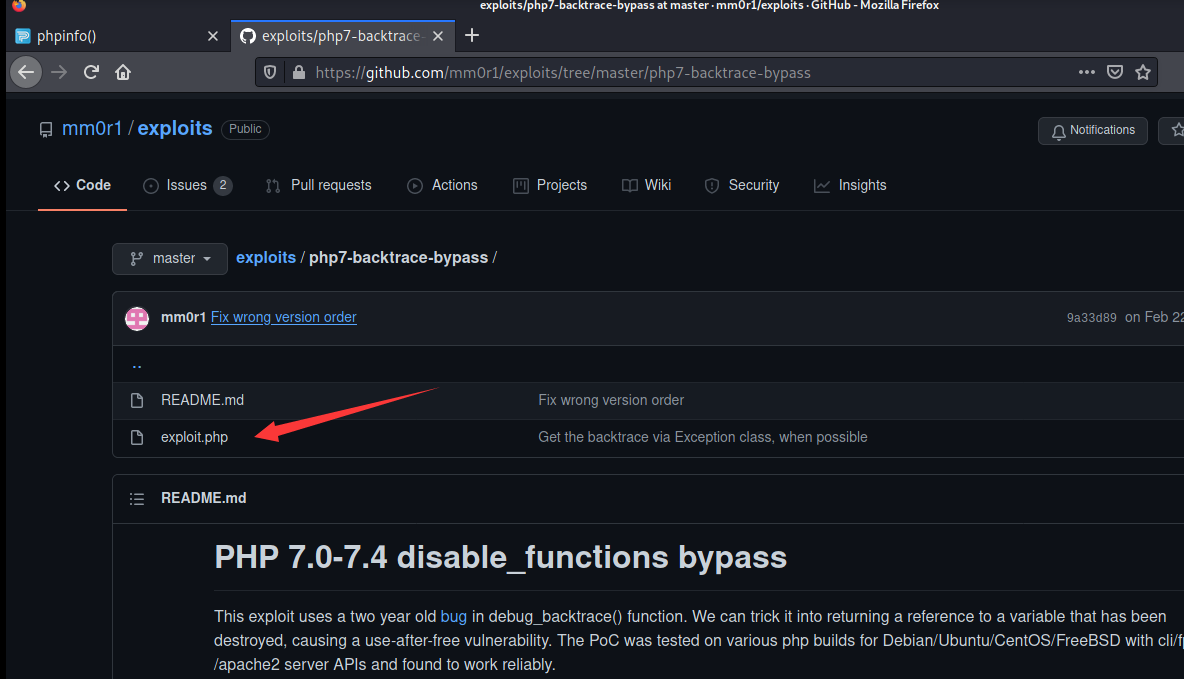 exploits/php7-backtrace-bypass at master · mm0r1/exploits · GitHub - Mozilla Firefox
phpinfo()
exploits/php7-backtrace-
https://github.com/mm0r1/exploits/tree/master/php7-backtrace-bypass
mm0r1 / exploits Public
Notifications
Code Issues 2 Pull requests Actions Projects Wiki Security Insights
master exploits / php7-backtrace-bypass /
mm0r1 Fix wrong version order 9a33d89 on Feb 22
..
README.md Fix wrong version order
exploit.php Get the backtrace via Exception class, when possible
README.md
PHP 7.0-7.4 disable_functions bypass
This exploit uses a two year old bug in debug_backtrace() function. We can trick it into returning a reference to a variable that has been
destroyed, causing a use-after-free vulnerability. The PoC was tested on various php builds for Debian/Ubuntu/CentOS/FreeBSD with cli/
/apache2 server APIs and found to work reliably.